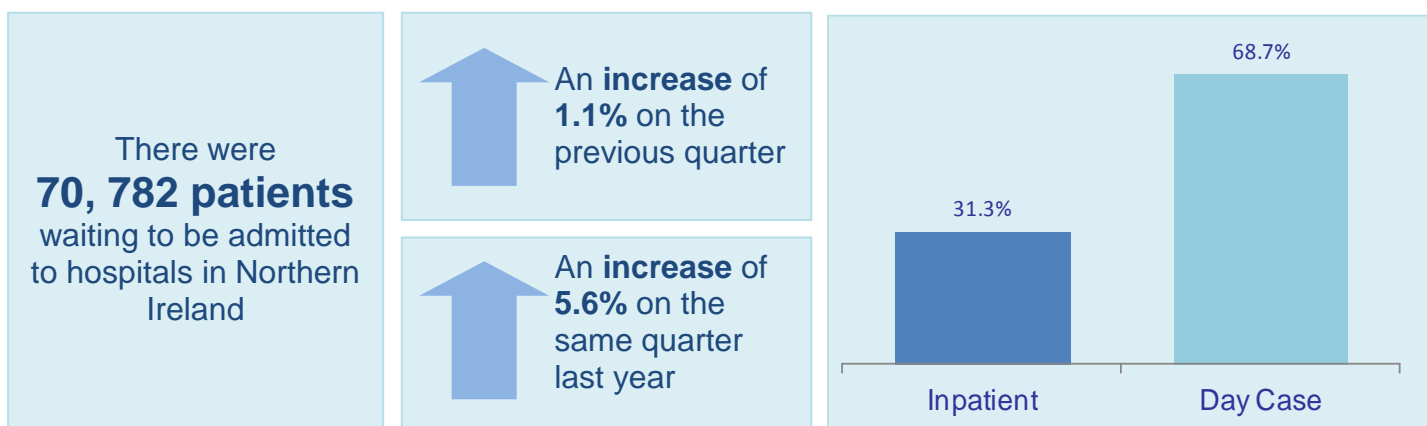 There were
70, 782 patients
waiting to be admitted
to hospitals in Northern
Ireland
An increase of
1.1% on the
previous quarter
An increase of
5.6% on the
same quarter
last year
68.7%
31.3%
Inpatient
Day Case